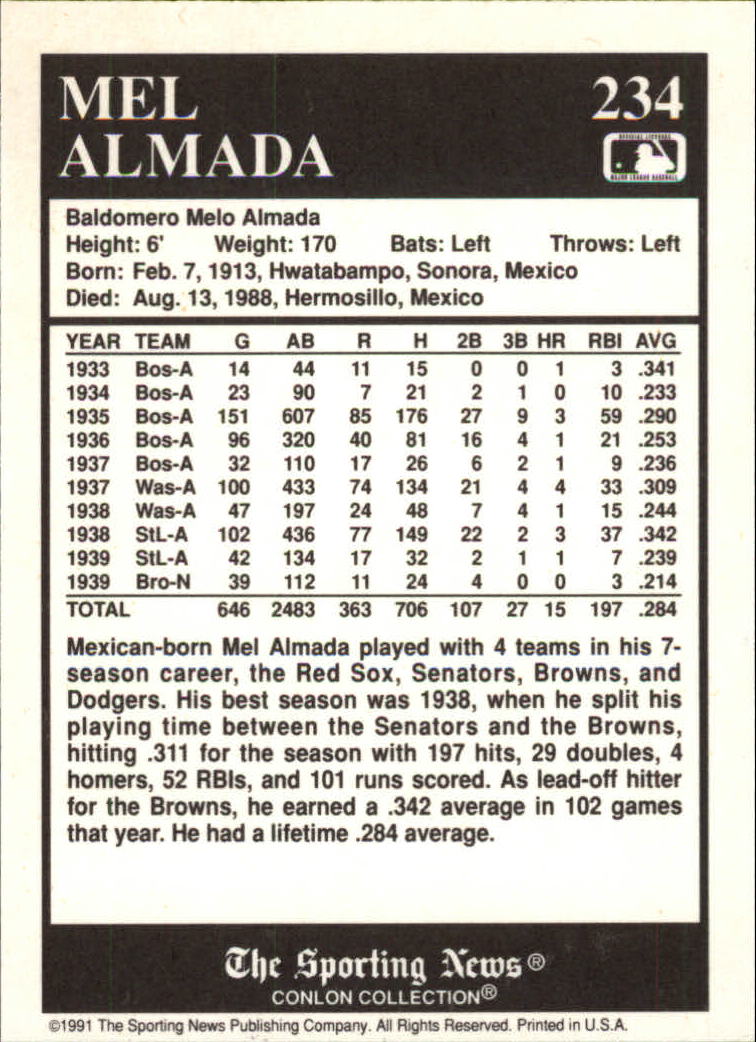 MEL
ALMADA
234
OFFICIAL LICENSEE
MAJOR LEAGUE BASEBALL
Baldomero Melo Almada
Height: 6' Weight: 170 Bats: Left Throws: Left
Born: Feb. 7, 1913, Hwatabampo, Sonora, Mexico
Died: Aug. 13, 1988, Hermosillo, Mexico
YEAR TEAM G AB R H 2B 3B HR RBI AVG
1933 Bos-A 14 44 11 15 0 0 1 3 .341
1934 Bos-A 23 90 7 21 2 1 0 10 .233
1935 Bos-A 151 607 85 176 27 9 3 59 .290
1936 Bos-A 96 320 40 81 16 4 1 21 .253
1937 Bos-A 32 110 17 26 6 2 1 9 .236
1937 Was-A 100 433 74 134 21 4 4 33 .309
1938 Was-A 47 197 24 48 7 4 1 15 .244
1938 StL-A 102 436 77 149 22 2 3 37 .342
1939 StL-A 42 134 17 32 2 1 1 7 .239
1939 Bro-N 39 112 11 24 4 0 0 3 .214
TOTAL 646 2483 363 706 107 27 15 197 .284
Mexican-born Mel Almada played with 4 teams in his 7-
season career, the Red Sox, Senators, Browns, and
Dodgers. His best season was 1938, when he split his
playing time between the Senators and the Browns,
hitting .311 for the season with 197 hits, 29 doubles, 4
homers, 52 RBIs, and 101 runs scored. As lead-off hitter
for the Browns, he earned a .342 average in 102 games
that year. He had a lifetime .284 average.
The Sporting News®
CONLON COLLECTION®
©1991 The Sporting News Publishing Company. All Rights Reserved. Printed in U.S.A.